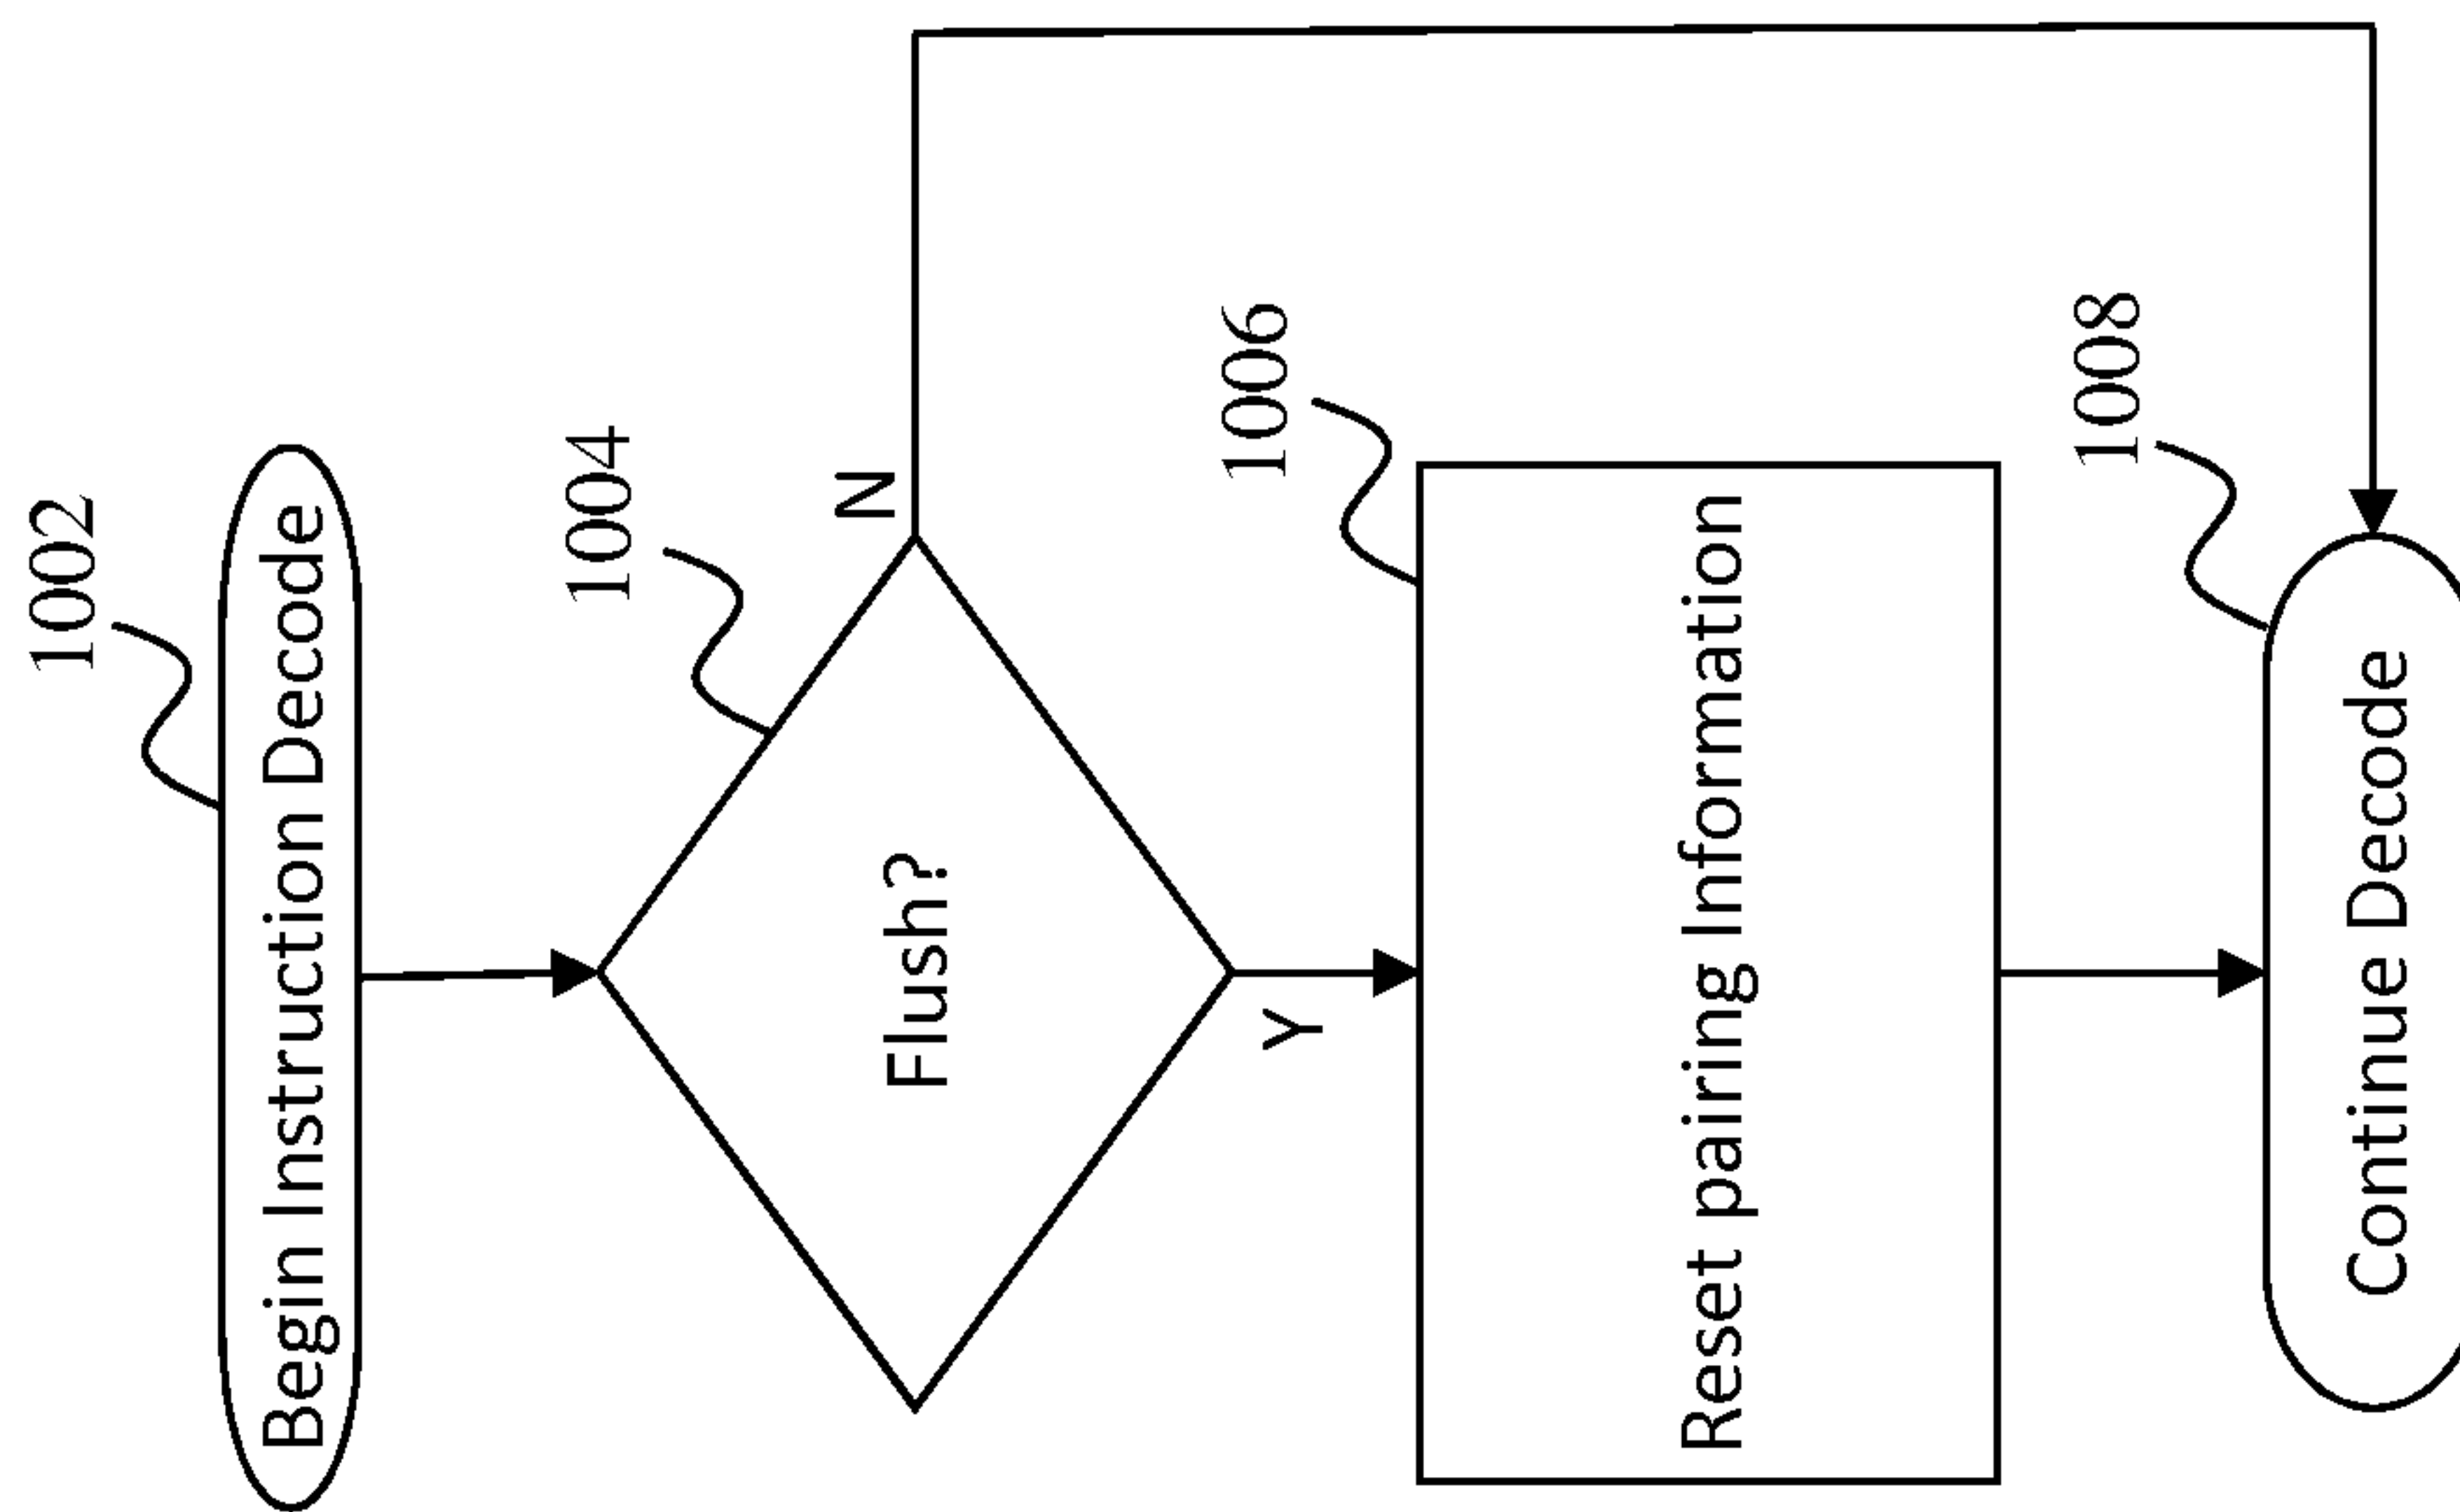 1002
Begin Instruction Decode
1004
Flush?
N
Y
1006
Reset pairing Information
1008
Continue Decode